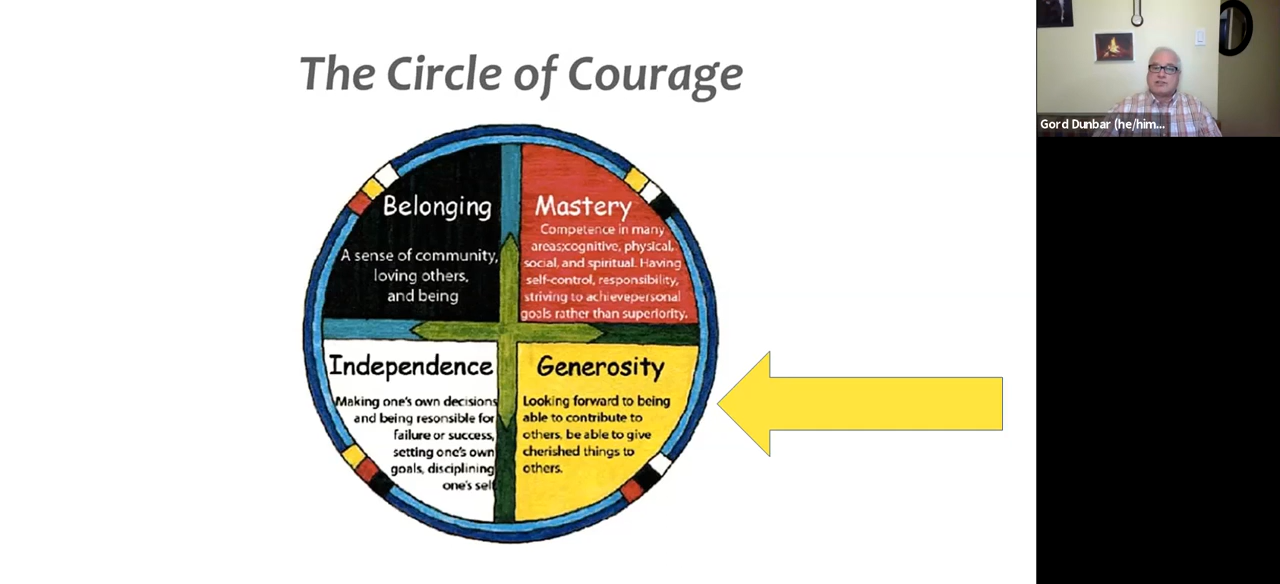 The Circle of Courage
Belonging
A sense of community,
loving others,
and being
Mastery
Competence in many
areas;cognitive, physical,
social, and spiritual. Having
self-control, responsibility,
striving to achievepersonal
goals rather than superiority.
Independence
Making one's own decisions
and being resonsible for
failure or success,
setting one's own
goals, disciplining
one's self
Generosity
Looking forward to being
able to contribute to
others, be able to give
cherished things to
others.
Gord Dunbar (he/him...